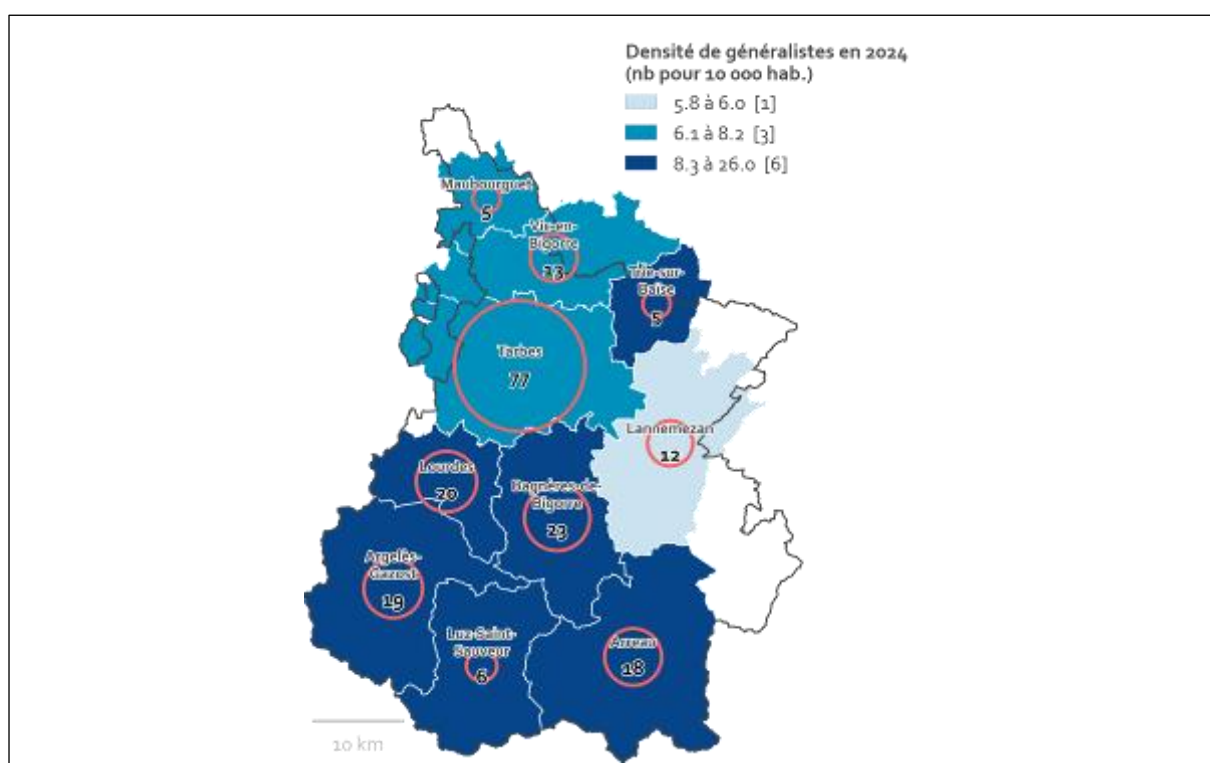 Densité de généralistes en 2024
(nb pour 10 000 hab.)
5.8 à 6.0 [1]
6.1 à 8.2 [3]
8.3 à 26.0 [6]
Maubourguet
5
Vic-en-
Bigorre
13
Trie-sur-
Baïse
5
Tarbes
77
Lannemezan
12
Lourdes
20
Bagnères-de-
Bigorre
23
Argelès-
Gazost
19
Luz-Saint-
Sauveur
6
Arreau
18
10 km